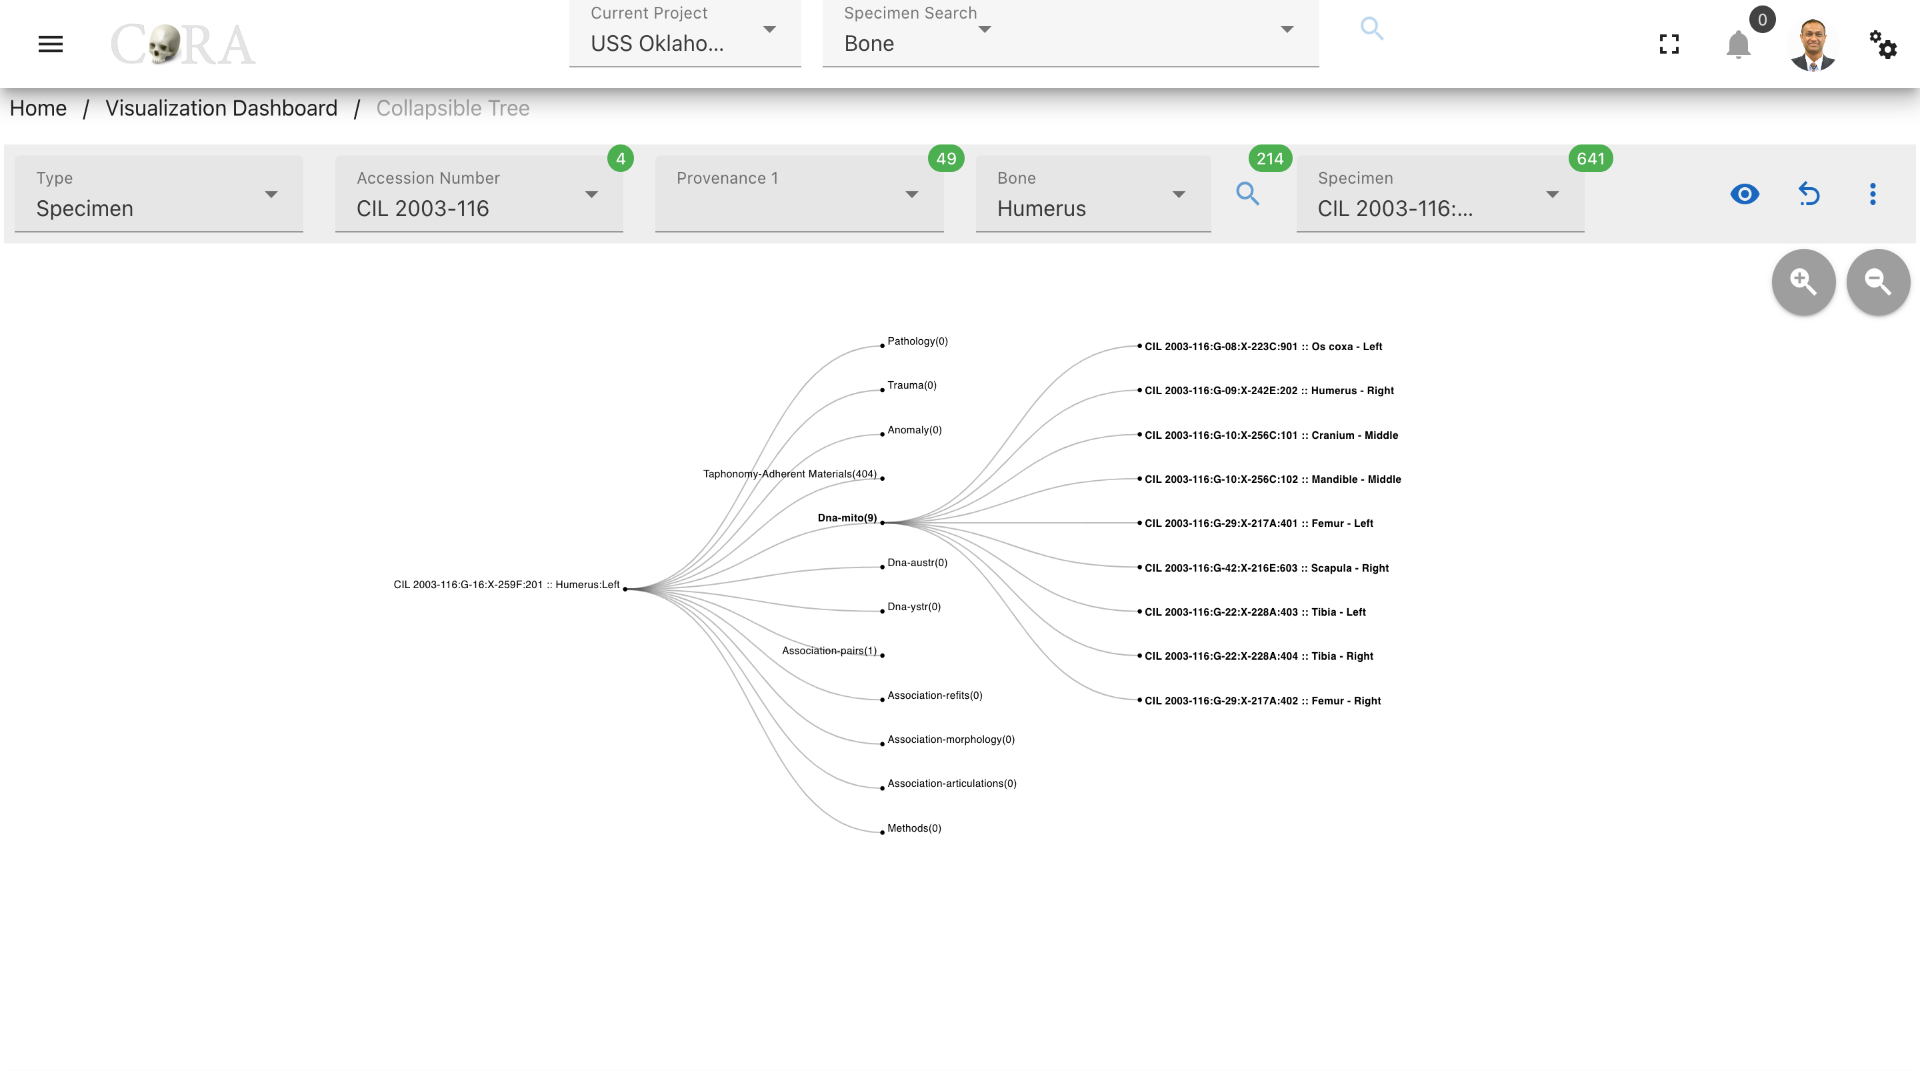 CORA
Current Project
USS Oklaho...
Specimen Search
Bone
0
Home / Visualization Dashboard / Collapsible Tree
Type
Specimen
Accession Number
CIL 2003-116
4
Provenance 1
49
Bone
Humerus
214
Specimen
CIL 2003-116:...
641
CIL 2003-116:G-16:X-259F:201 :: Humerus:Left
Pathology(0)
Trauma(0)
Anomaly(0)
Taphonomy-Adherent Materials(404)
Dna-mito(9)
Dna-austr(0)
Dna-ystr(0)
Association-pairs(1)
Association-refits(0)
Association-morphology(0)
Association-articulations(0)
Methods(0)
CIL 2003-116:G-08:X-223C:901 :: Os coxa - Left
CIL 2003-116:G-09:X-242E:202 :: Humerus - Right
CIL 2003-116:G-10:X-256C:101 :: Cranium - Middle
CIL 2003-116:G-10:X-256C:102 :: Mandible - Middle
CIL 2003-116:G-29:X-217A:401 :: Femur - Left
CIL 2003-116:G-42:X-216E:603 :: Scapula - Right
CIL 2003-116:G-22:X-228A:403 :: Tibia - Left
CIL 2003-116:G-22:X-228A:404 :: Tibia - Right
CIL 2003-116:G-29:X-217A:402 :: Femur - Right